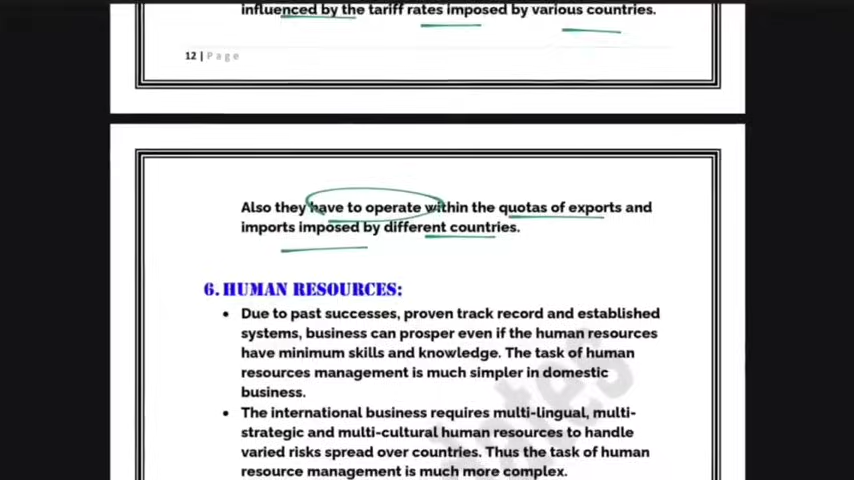 influenced by the tariff rates imposed by various countries.
12 | Page
Also they have to operate within the quotas of exports and
imports imposed by different countries.
6. HUMAN RESOURCES:
• Due to past successes, proven track record and established
systems, business can prosper even if the human resources
have minimum skills and knowledge. The task of human
resources management is much simpler in domestic
business.
• The international business requires multi-lingual, multi-
strategic and multi-cultural human resources to handle
varied risks spread over countries. Thus the task of human
resource management is much more complex.